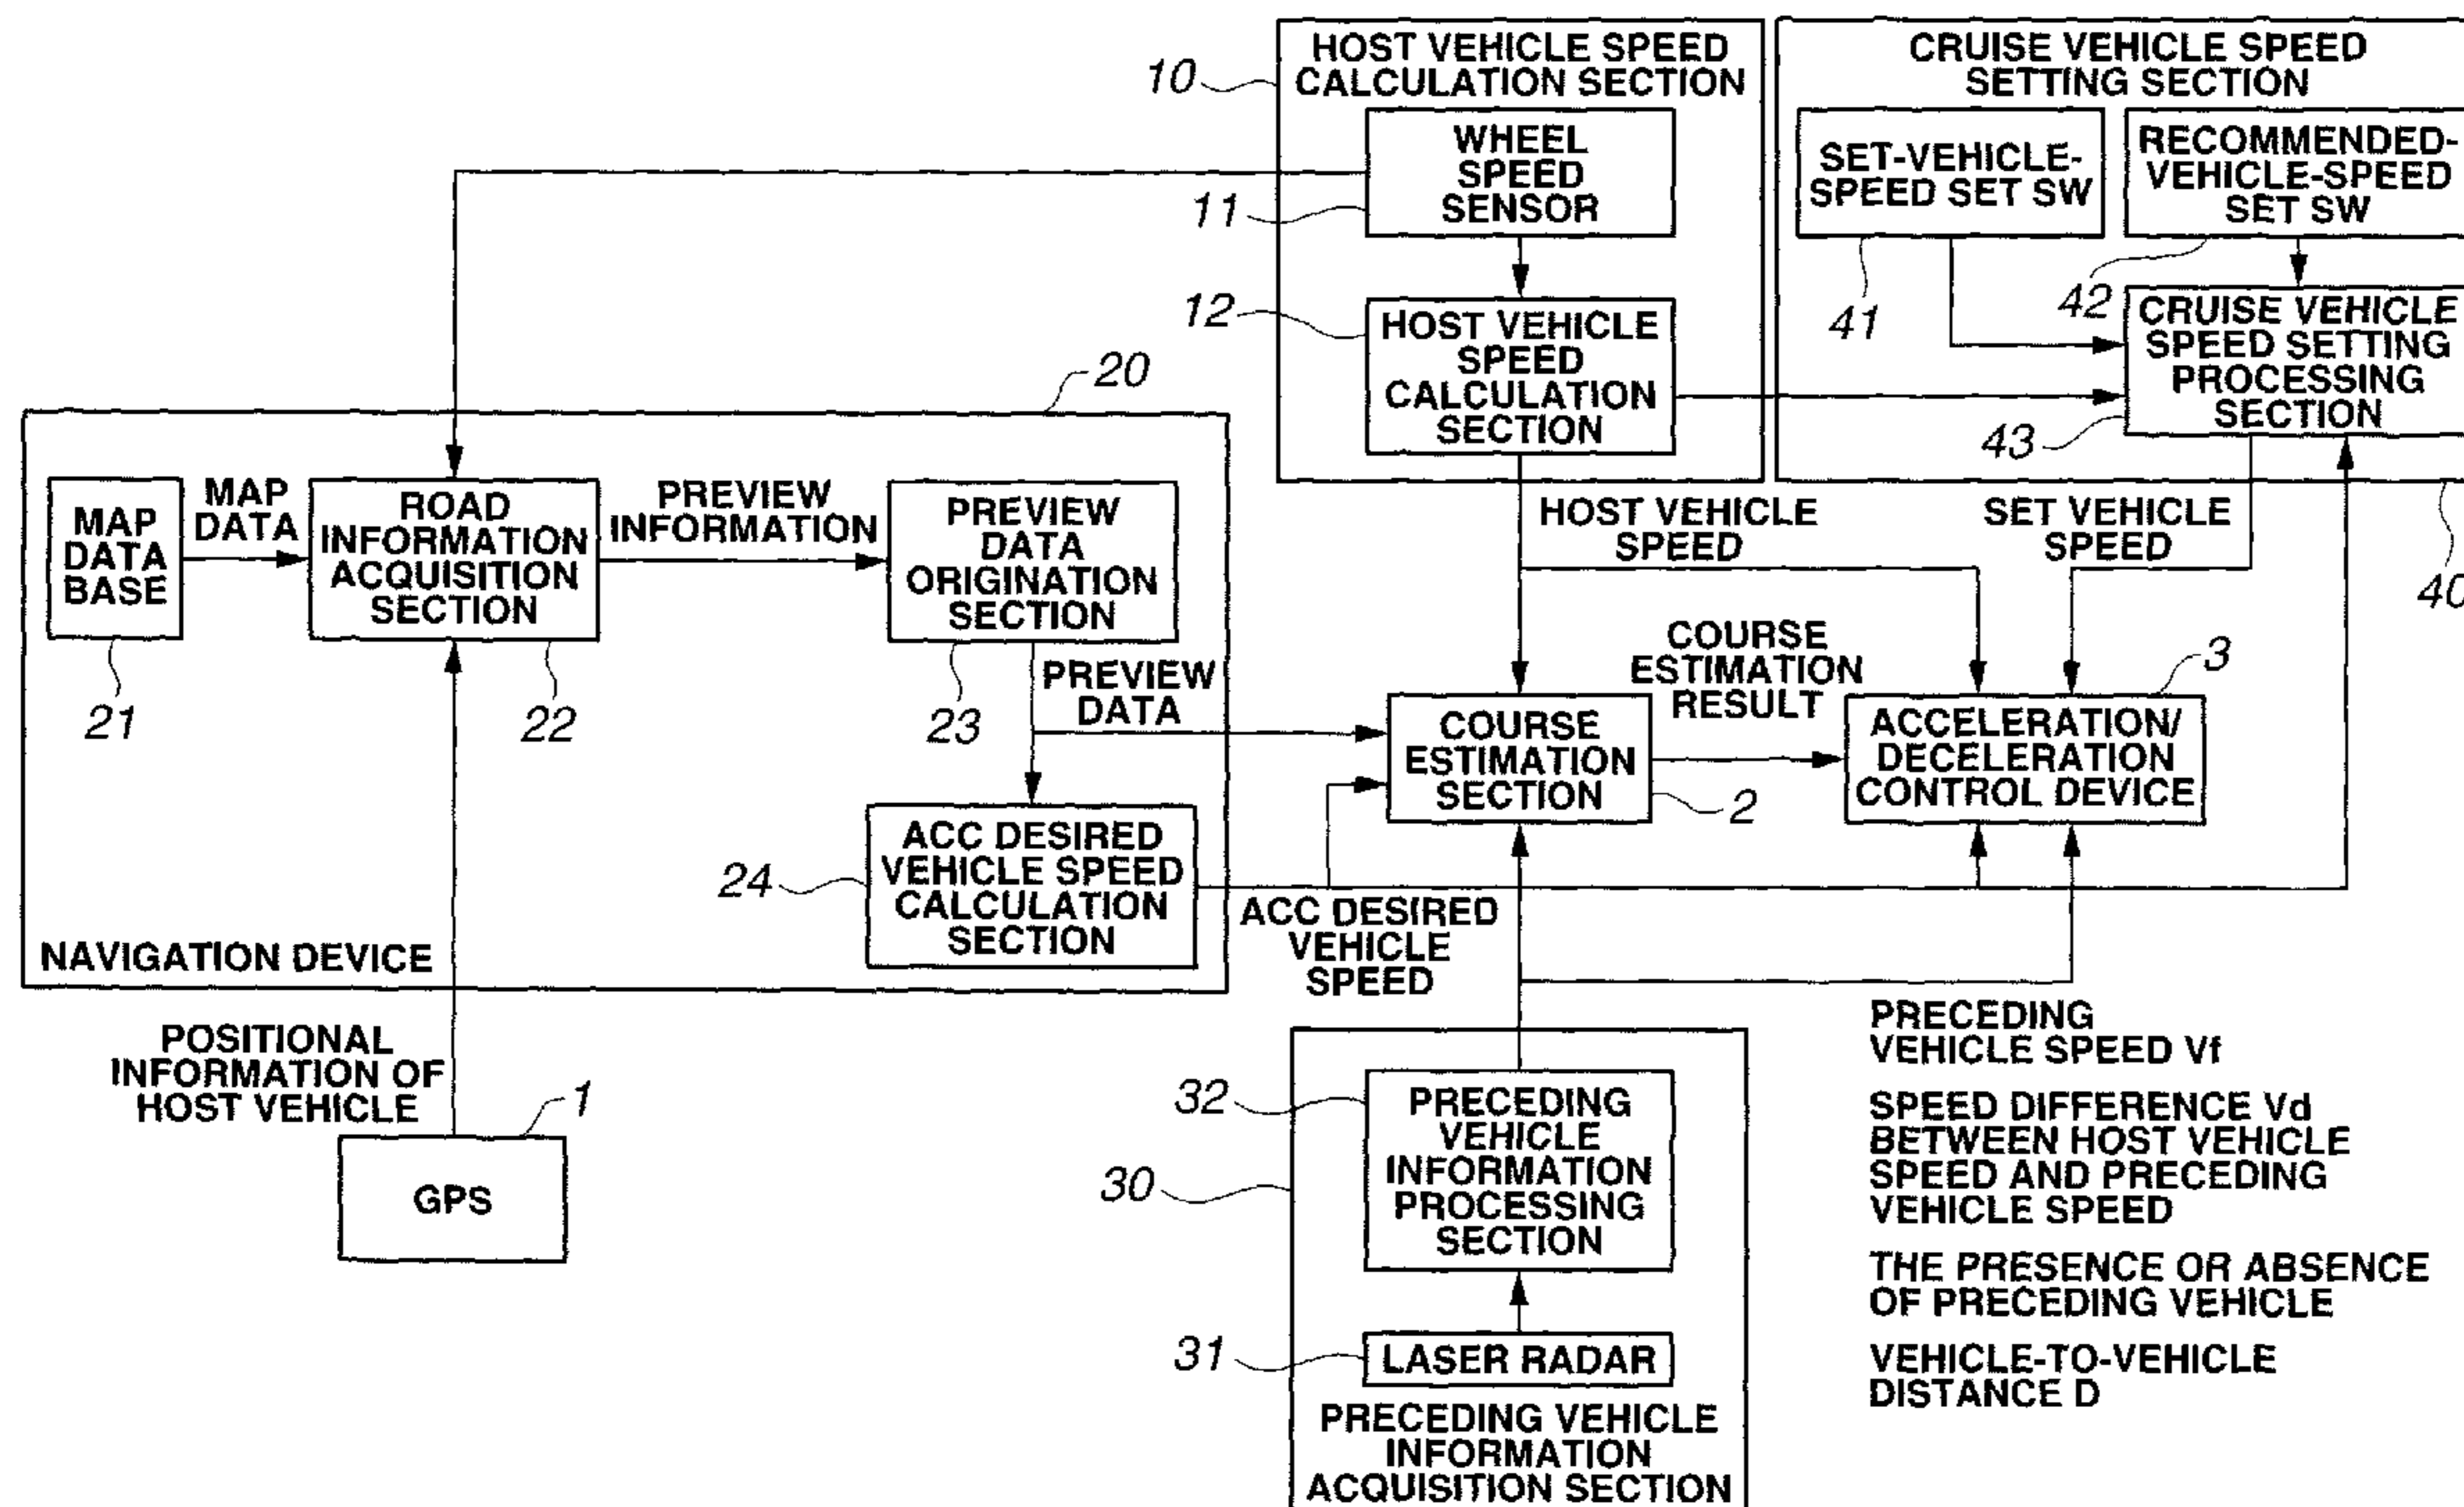 HOST VEHICLE SPEED
CALCULATION SECTION
10
WHEEL
SPEED
SENSOR
11
12
HOST VEHICLE
SPEED
CALCULATION
SECTION
CRUISE VEHICLE SPEED
SETTING SECTION
SET-VEHICLE-
SPEED SET SW
41
RECOMMENDED-
VEHICLE-SPEED
SET SW
42
CRUISE VEHICLE
SPEED SETTING
PROCESSING
SECTION
43
40
20
MAP
DATA
BASE
21
MAP
DATA
ROAD
INFORMATION
ACQUISITION
SECTION
22
PREVIEW
INFORMATION
PREVIEW
DATA
ORIGINATION
SECTION
23
PREVIEW
DATA
ACC DESIRED
VEHICLE SPEED
CALCULATION
SECTION
24
NAVIGATION DEVICE
HOST VEHICLE
SPEED
SET VEHICLE
SPEED
COURSE
ESTIMATION
RESULT
3
COURSE
ESTIMATION
SECTION
2
ACCELERATION/
DECELERATION
CONTROL DEVICE
ACC DESIRED
VEHICLE
SPEED
POSITIONAL
INFORMATION OF
HOST VEHICLE
1
GPS
32
PRECEDING
VEHICLE
INFORMATION
PROCESSING
SECTION
30
31
LASER RADAR
PRECEDING VEHICLE
INFORMATION
ACQUISITION SECTION
PRECEDING
VEHICLE SPEED Vf
SPEED DIFFERENCE Vd
BETWEEN HOST VEHICLE
SPEED AND PRECEDING
VEHICLE SPEED
THE PRESENCE OR ABSENCE
OF PRECEDING VEHICLE
VEHICLE-TO-VEHICLE
DISTANCE D